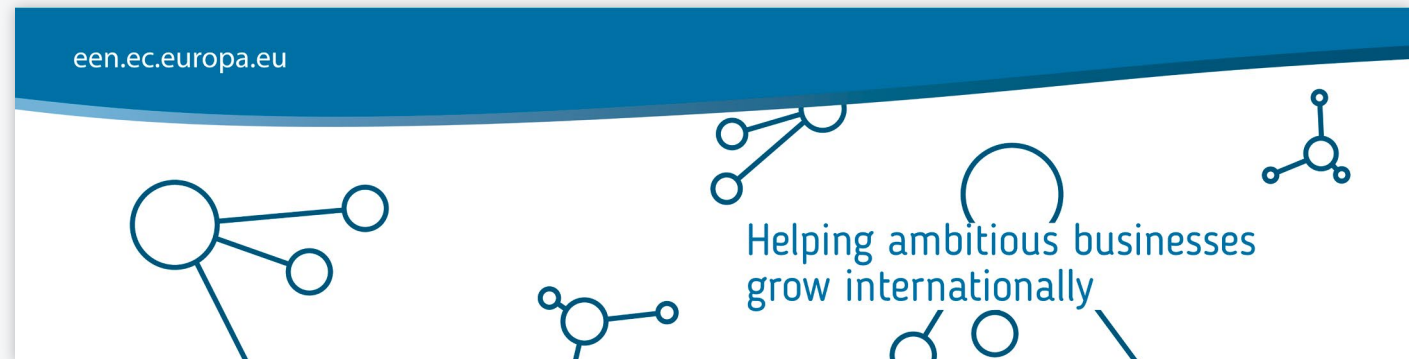 een.ec.europa.eu
Helping ambitious businesses
grow internationally